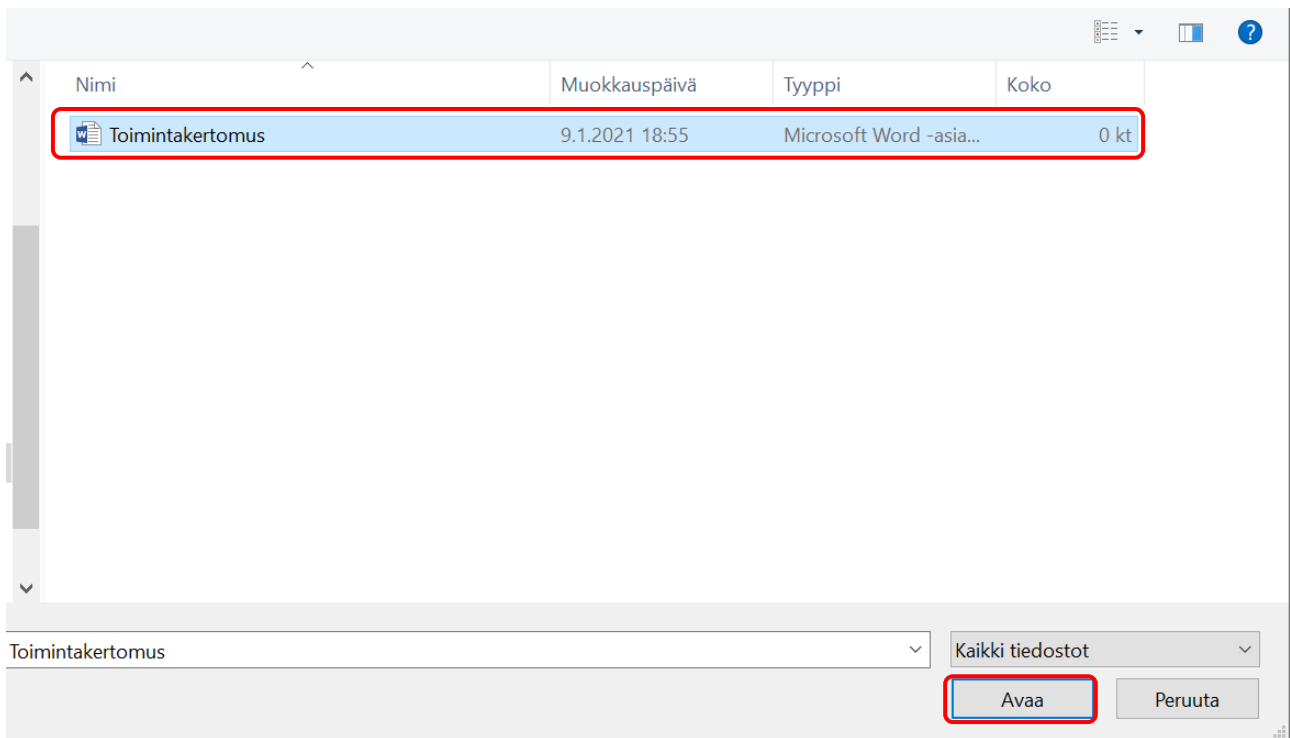 ?
Nimi Muokkauspäivä Tyyppi Koko
Toimintakertomus 9.1.2021 18:55 Microsoft Word -asia... 0 kt
Toimintakertomus Kaikki tiedostot
Avaa Peruuta